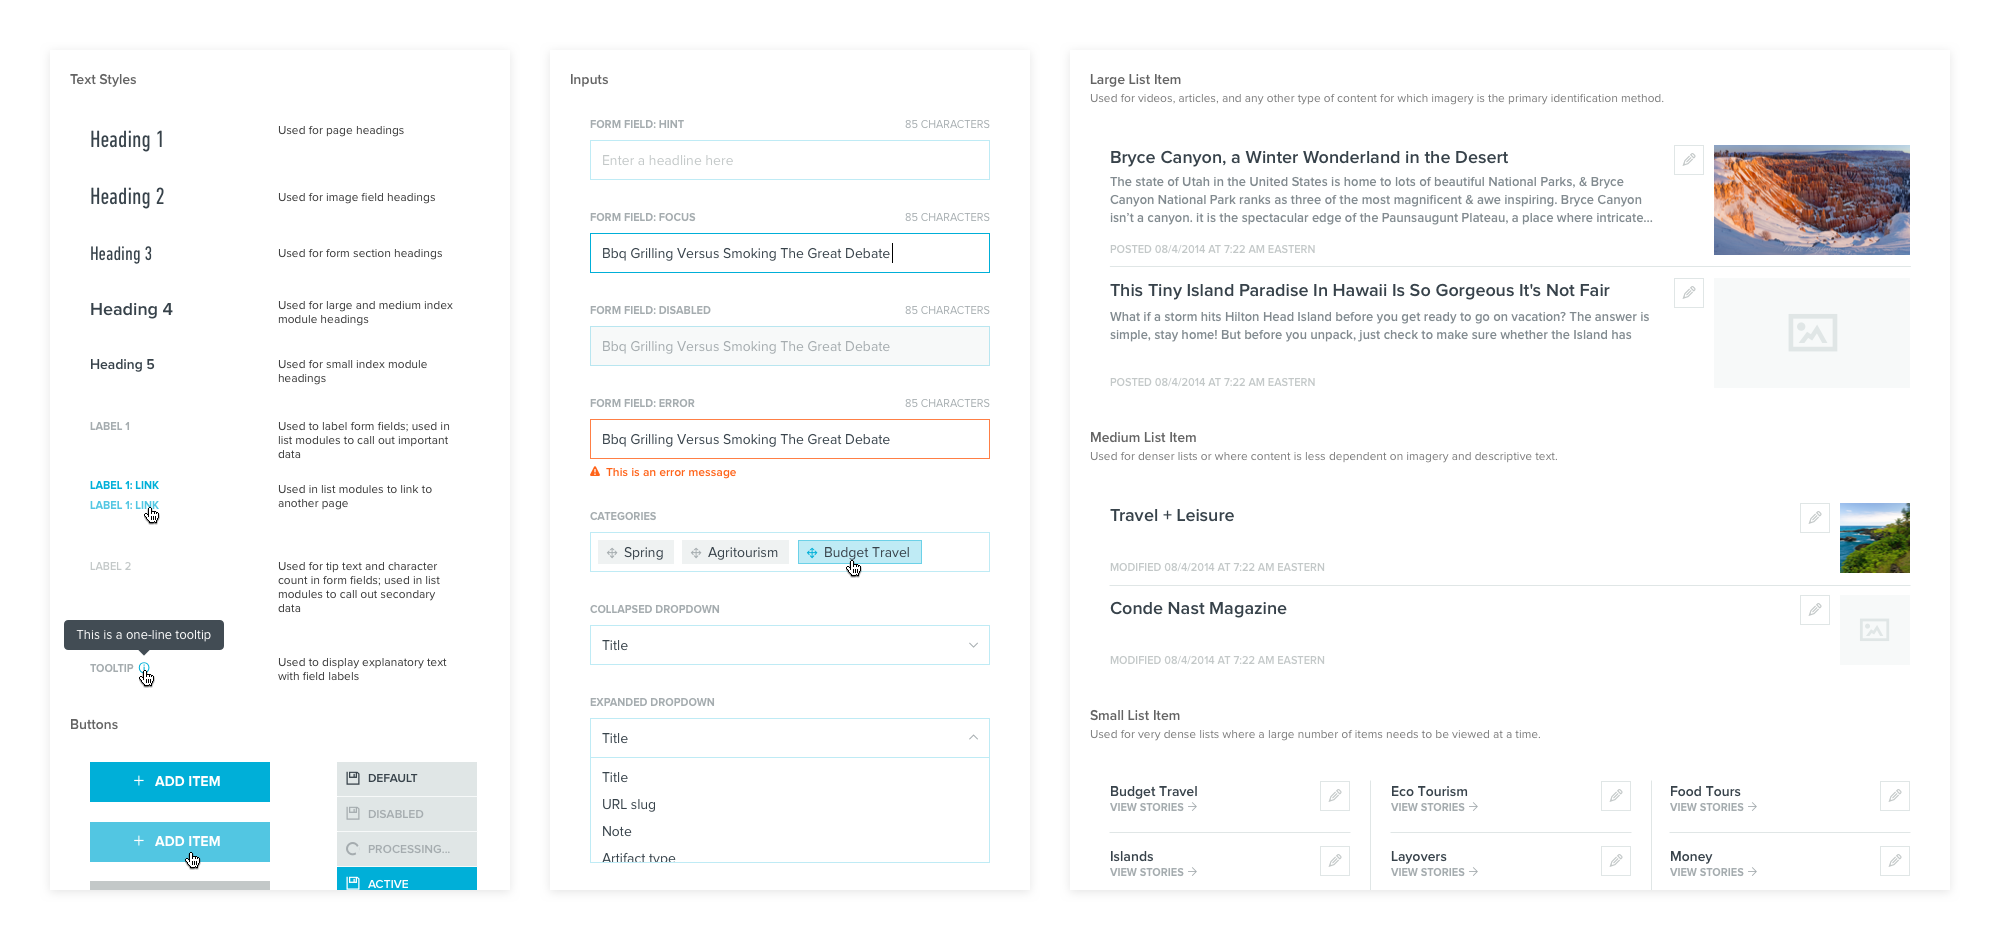 Text Styles
Heading 1
Used for page headings
Heading 2
Used for image field headings
Heading 3
Used for form section headings
Heading 4
Used for large and medium index
module headings
Heading 5
Used for small index module
headings
LABEL 1
Used to label form fields; used in
list modules to call out important
data
LABEL 1: LINK
LABEL 1: LINK
Used in list modules to link to
another page
LABEL 2
Used for tip text and character
count in form fields; used in list
modules to call out secondary
data
This is a one-line tooltip
TOOLTIP
Used to display explanatory text
with field labels
Buttons
+ ADD ITEM
+ ADD ITEM
DEFAULT
DISABLED
PROCESSING...
ACTIVE
Inputs
FORM FIELD: HINT
85 CHARACTERS
Enter a headline here
FORM FIELD: FOCUS
85 CHARACTERS
Bbq Grilling Versus Smoking The Great Debate
FORM FIELD: DISABLED
85 CHARACTERS
Bbq Grilling Versus Smoking The Great Debate
FORM FIELD: ERROR
85 CHARACTERS
Bbq Grilling Versus Smoking The Great Debate
This is an error message
CATEGORIES
Spring
Agritourism
Budget Travel
COLLAPSED DROPDOWN
Title
EXPANDED DROPDOWN
Title
Title
URL slug
Note
Artifact type
Large List Item
Used for videos, articles, and any other type of content for which imagery is the primary identification method.
Bryce Canyon, a Winter Wonderland in the Desert
The state of Utah in the United States is home to lots of beautiful National Parks, & Bryce
Canyon National Park ranks as three of the most magnificent & awe inspiring. Bryce Canyon
isn't a canyon. it is the spectacular edge of the Paunsaugunt Plateau, a place where intricate...
POSTED 08/4/2014 AT 7:22 AM EASTERN
This Tiny Island Paradise In Hawaii Is So Gorgeous It's Not Fair
What if a storm hits Hilton Head Island before you get ready to go on vacation? The answer is
simple, stay home! But before you unpack, just check to make sure whether the Island has
POSTED 08/4/2014 AT 7:22 AM EASTERN
Medium List Item
Used for denser lists or where content is less dependent on imagery and descriptive text.
Travel + Leisure
MODIFIED 08/4/2014 AT 7:22 AM EASTERN
Conde Nast Magazine
MODIFIED 08/4/2014 AT 7:22 AM EASTERN
Small List Item
Used for very dense lists where a large number of items needs to be viewed at a time.
Budget Travel
VIEW STORIES →
Eco Tourism
VIEW STORIES →
Food Tours
VIEW STORIES →
Islands
VIEW STORIES →
Layovers
VIEW STORIES →
Money
VIEW STORIES →